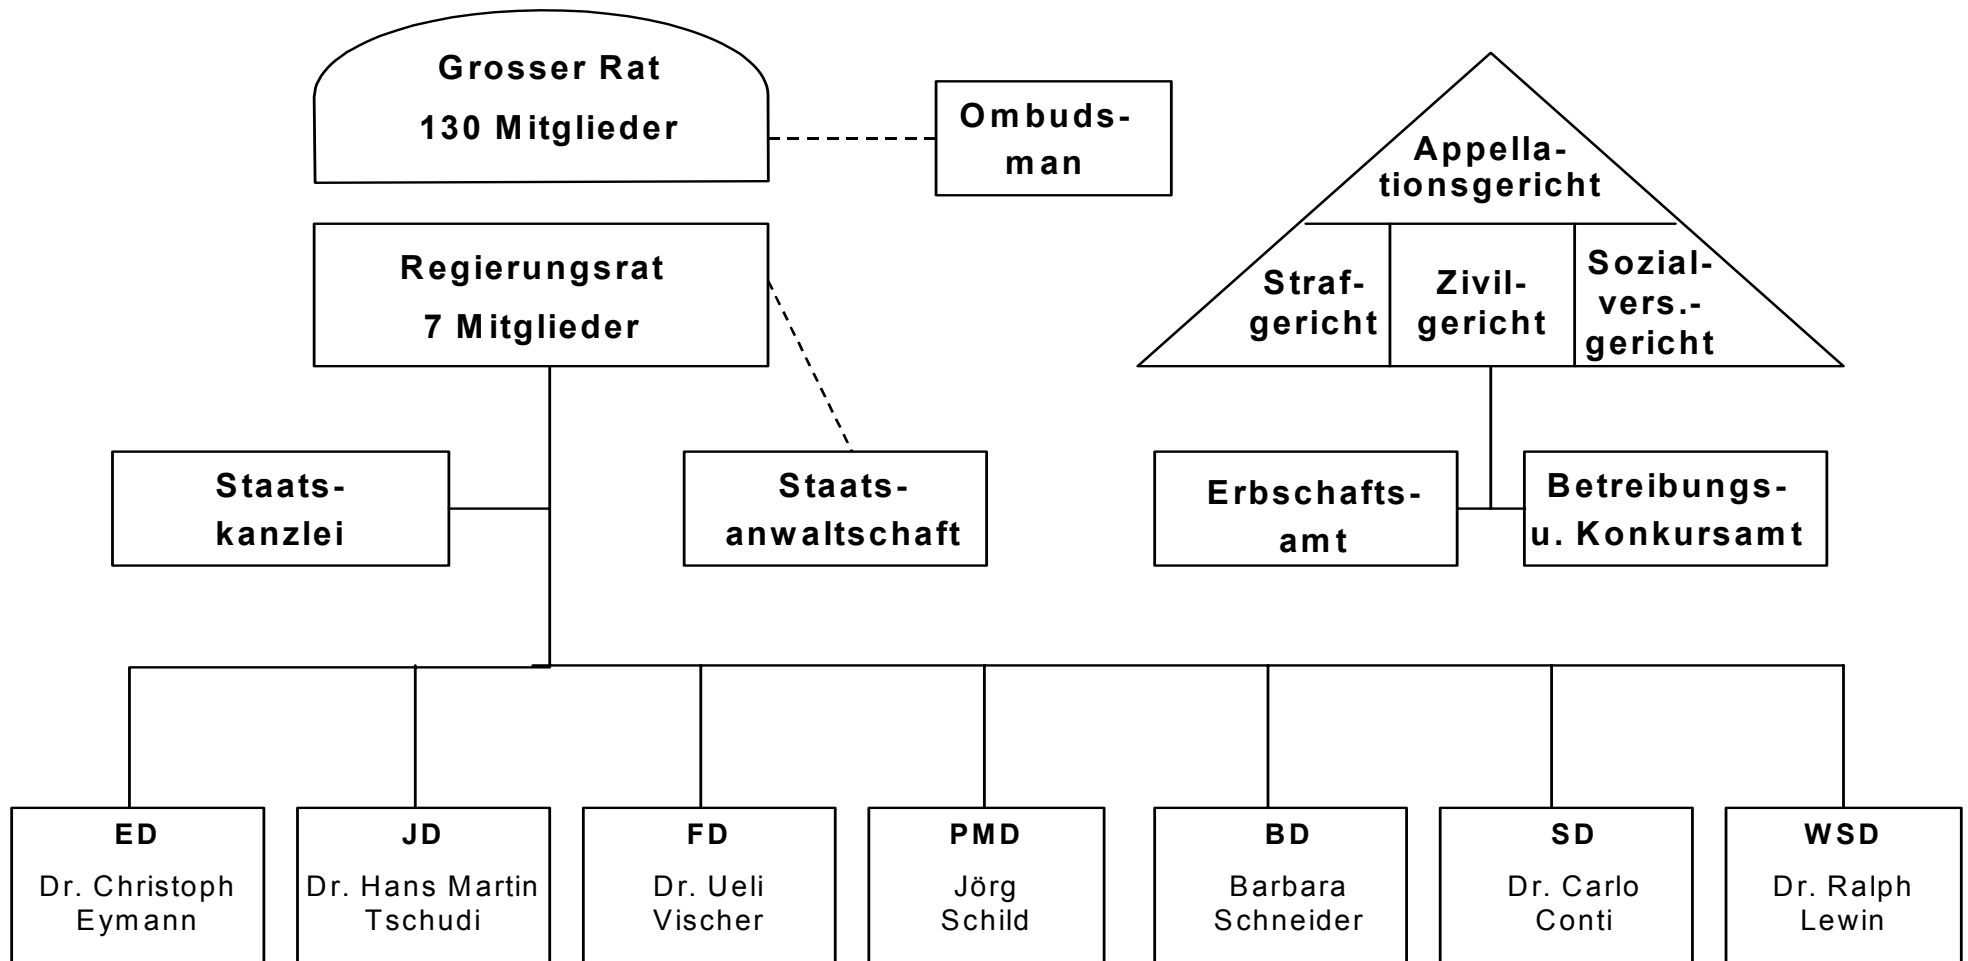 Grosser Rat
130 Mitglieder
Ombuds-
man
Appella-
tionsgericht
Regierungsrat
7 Mitglieder
Straf-
gericht
Zivil-
gericht
Sozial-
vers.-
gericht
Staats-
kanzlei
Staats-
anwaltschaft
Erbschafts-
amt
Betreibungs-
u. Konkursamt
ED
Dr. Christoph
Eymann
JD
Dr. Hans Martin
Tschudi
FD
Dr. Ueli
Vischer
PMD
Jörg
Schild
BD
Barbara
Schneider
SD
Dr. Carlo
Conti
WSD
Dr. Ralph
Lewin